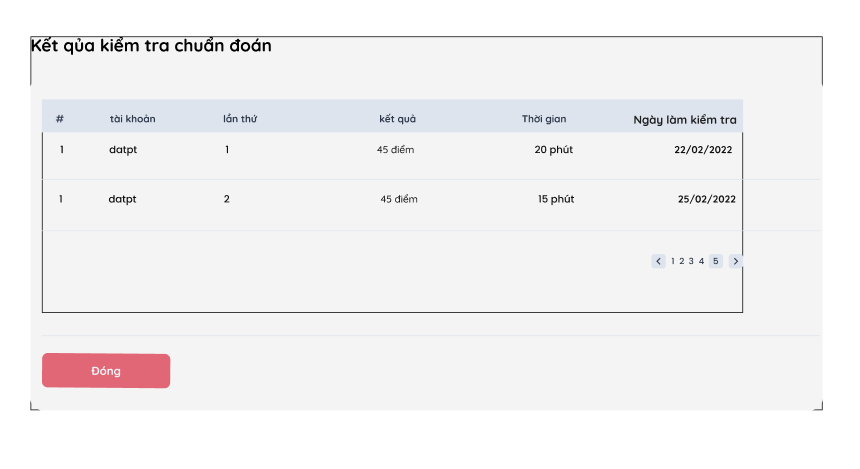 Kết qủa kiểm tra chuẩn đoán
# tài khoản lần thứ kết quả Thời gian Ngày làm kiểm tra
1 datpt 1 45 điểm 20 phút 22/02/2022
1 datpt 2 45 điểm 15 phút 25/02/2022
< 1 2 3 4 5 >
Đóng